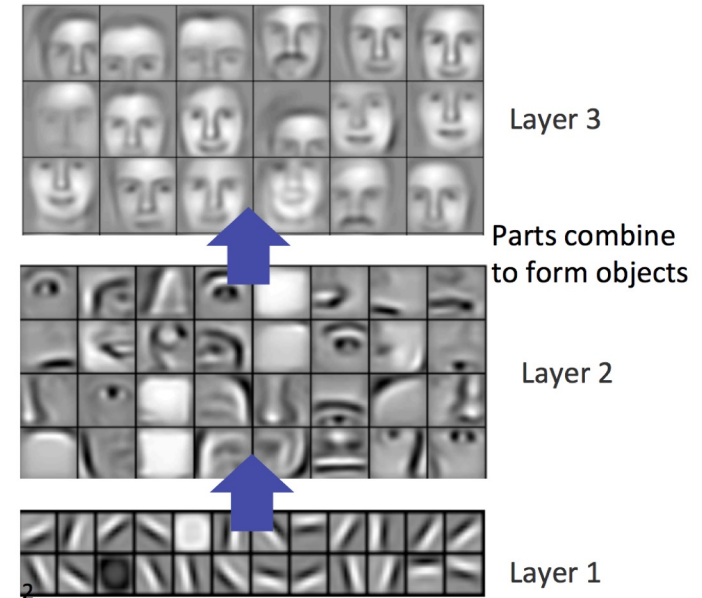 Layer 3
Parts combine
to form objects
Layer 2
Layer 1
2